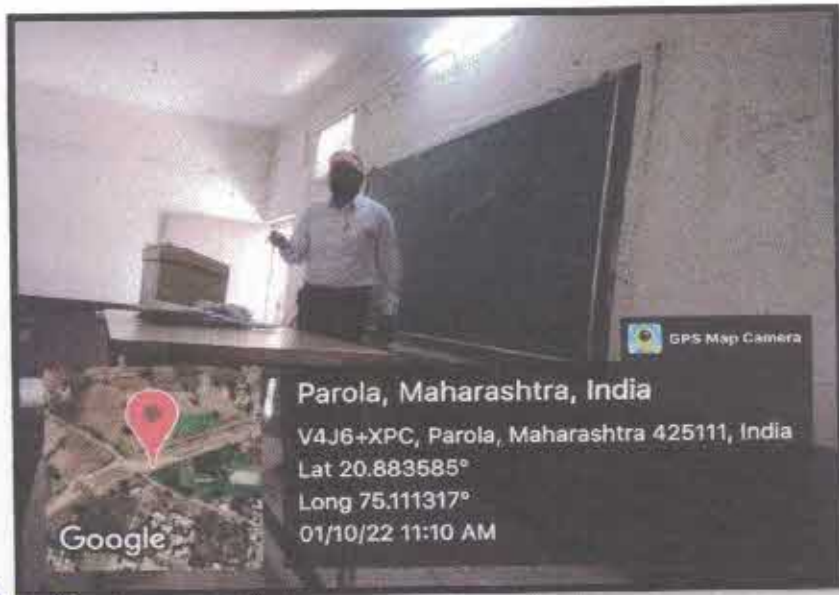 GPS Map Camera
Parola, Maharashtra, India
V4J6+XPC, Parola, Maharashtra 425111, India
Lat 20.883585°
Long 75.111317°
01/10/22 11:10 AM
Google